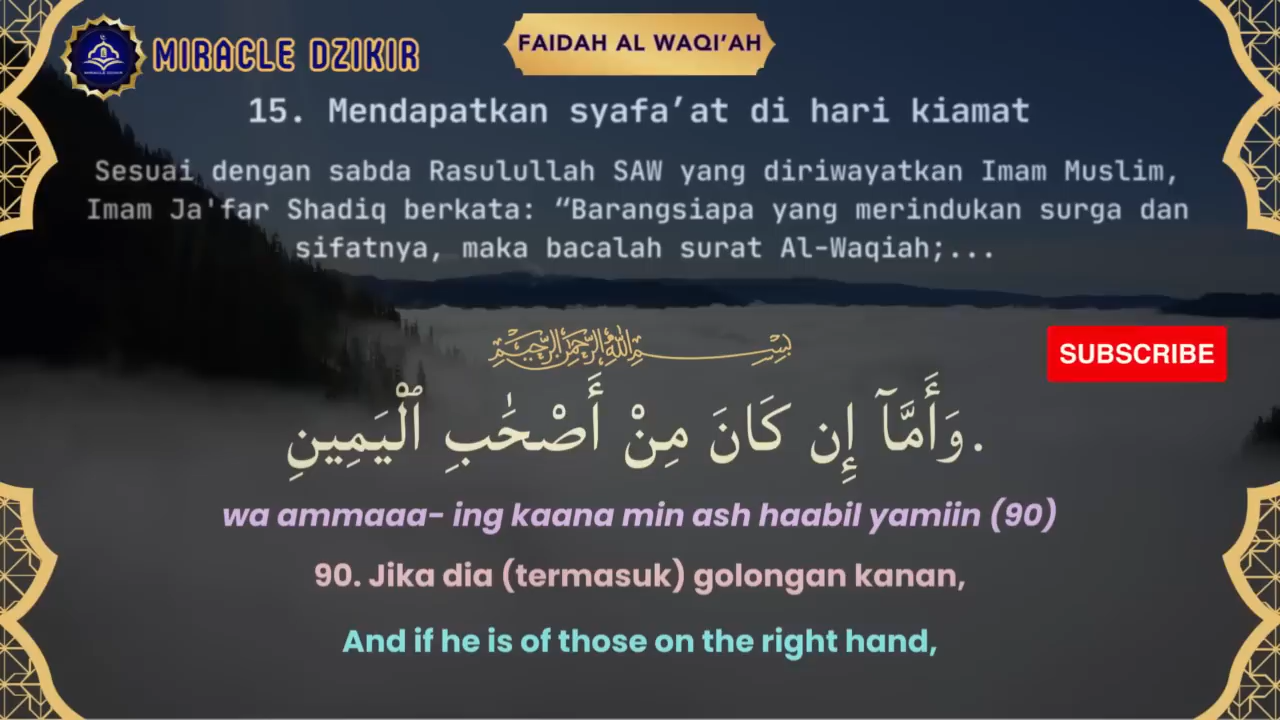 MIRACLE DZIKIR
FAIDAH AL WAQI’AH
15. Mendapatkan syafa’at di hari kiamat
Sesuai dengan sabda Rasulullah SAW yang diriwayatkan Imam Muslim,
Imam Ja'far Shadiq berkata: “Barangsiapa yang merindukan surga dan
sifatnya, maka bacalah surat Al-Waqiah;...
بِسْمِ اللهِ الرَّحْمٰنِ الرَّحِيْمِ
SUBSCRIBE
وَأَمَّآ إِن كَانَ مِنْ أَصْحَٰبِ ٱلْيَمِينِ.
wa ammaaa- ing kaana min ash haabil yamiin (90)
90. Jika dia (termasuk) golongan kanan,
And if he is of those on the right hand,